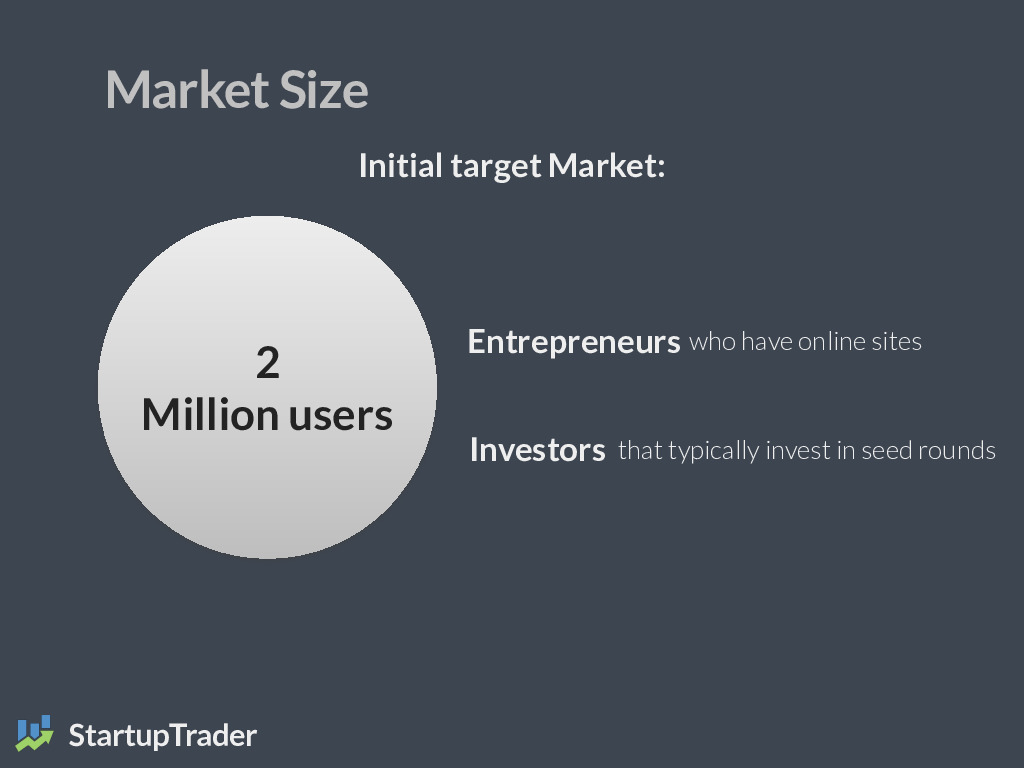 Market Size
Initial target Market:
2
Million users
Entrepreneurs who have online sites
Investors that typically invest in seed rounds
StartupTrader